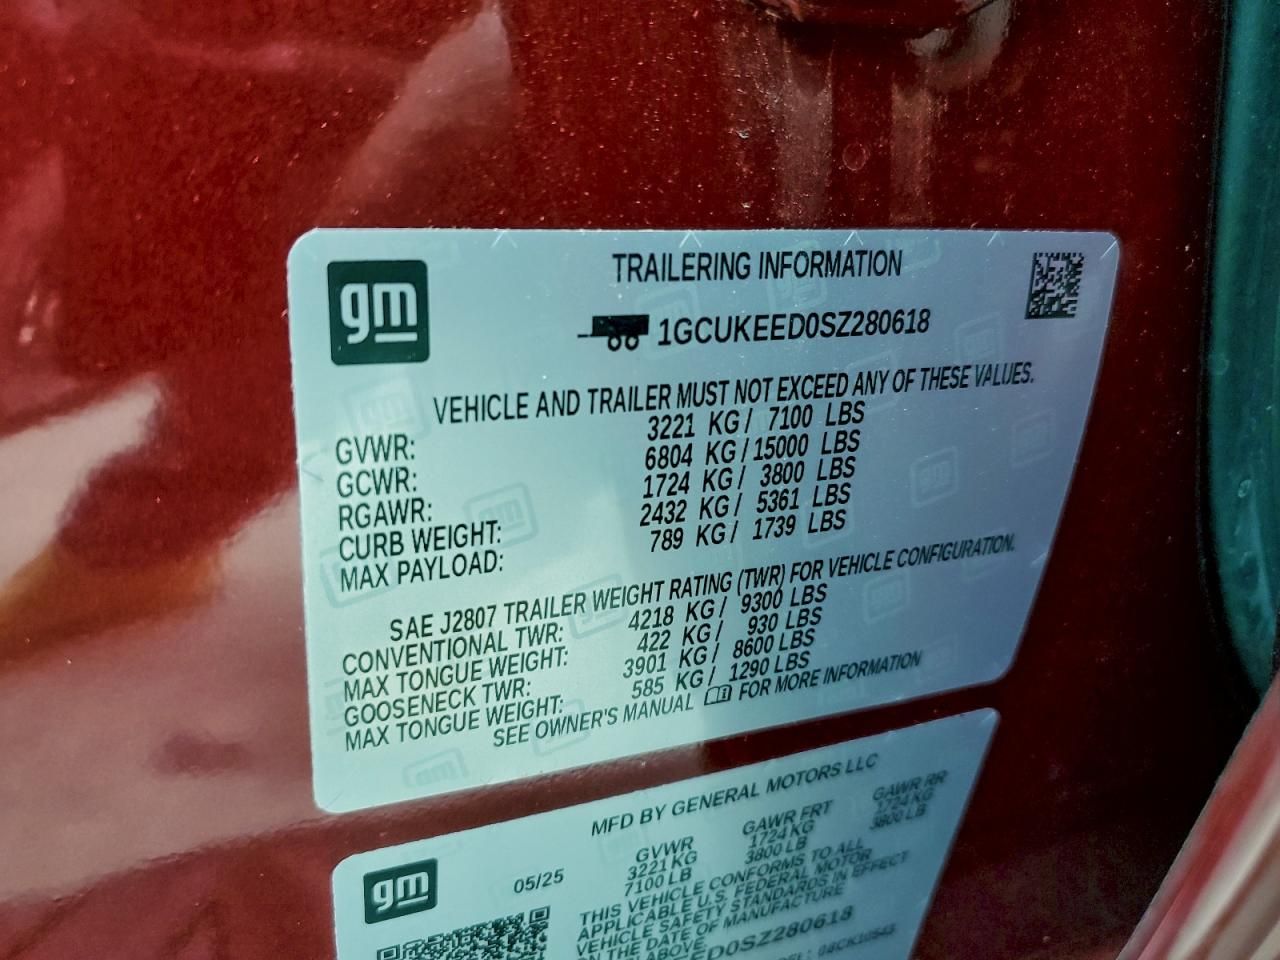 gm
TRAILERING INFORMATION
1GCUKEED0SZ280618
VEHICLE AND TRAILER MUST NOT EXCEED ANY OF THESE VALUES.
GVWR: 3221 KG / 7100 LBS
GCWR: 6804 KG / 15000 LBS
RGAWR: 1724 KG / 3800 LBS
CURB WEIGHT: 2432 KG / 5361 LBS
MAX PAYLOAD: 789 KG / 1739 LBS
SAE J2807 TRAILER WEIGHT RATING (TWR) FOR VEHICLE CONFIGURATION.
CONVENTIONAL TWR: 4218 KG / 9300 LBS
MAX TONGUE WEIGHT: 422 KG / 930 LBS
GOOSENECK TWR: 3901 KG / 8600 LBS
MAX TONGUE WEIGHT: 585 KG / 1290 LBS
SEE OWNER'S MANUAL FOR MORE INFORMATION
gm
MFD BY GENERAL MOTORS LLC
05/25
GVWR GAWR FRT GAWR RR
3221 KG 1724 KG 1724 KG
7100 LB 3800 LB 3800 LB
THIS VEHICLE CONFORMS TO ALL
APPLICABLE U.S. FEDERAL MOTOR
VEHICLE SAFETY STANDARDS IN EFFECT
ON THE DATE OF MANUFACTURE
ABOVE.
ED0SZ280618